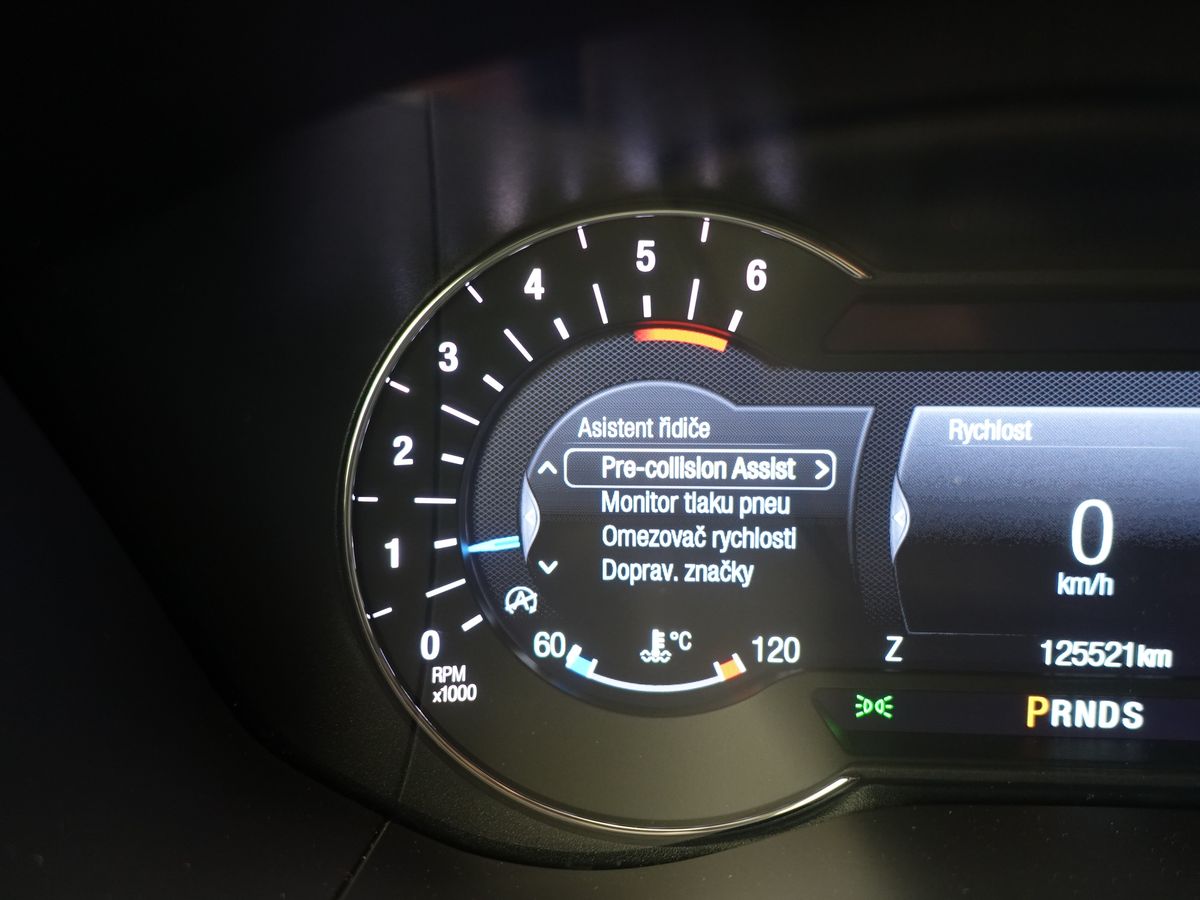 6
5
4
3
2
1
0
RPM
x1000
Asistent řidiče
Pre-collision Assist
Monitor tlaku pneu
Omezovač rychlosti
Doprav. značky
60
°C
120
Rychlost
0
km/h
Z
125521km
PRNDS